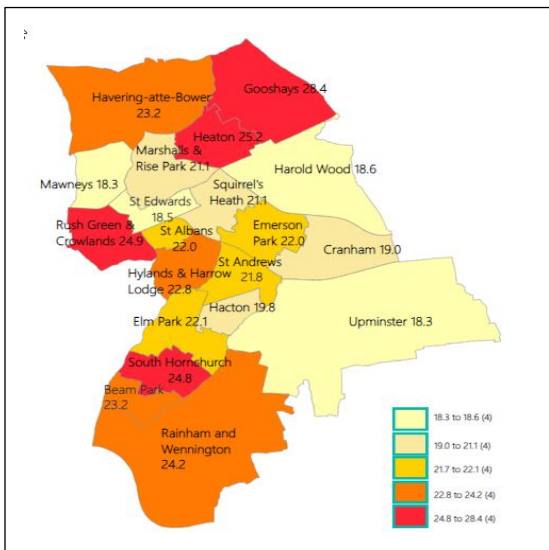 Gooshays 28.4
Havering-atte-Bower
23.2
Heaton 25.2
Marshalls &
Rise Park 21.1
Harold Wood 18.6
Mawneys 18.3
Squirrel's
Heath 21.1
St Edwards
18.5
Rush Green &
Crowlands 24.9
St Albans
22.0
Emerson
Park 22.0
Cranham 19.0
St Andrews
21.8
Hylands & Harrow
Lodge 22.8
Hacton 19.8
Elm Park 22.1
Upminster 18.3
South Hornchurch
24.8
Beam Park
23.2
Rainham and
Wennington
24.2
18.3 to 18.6 (4)
19.0 to 21.1 (4)
21.7 to 22.1 (4)
22.8 to 24.2 (4)
24.8 to 28.4 (4)